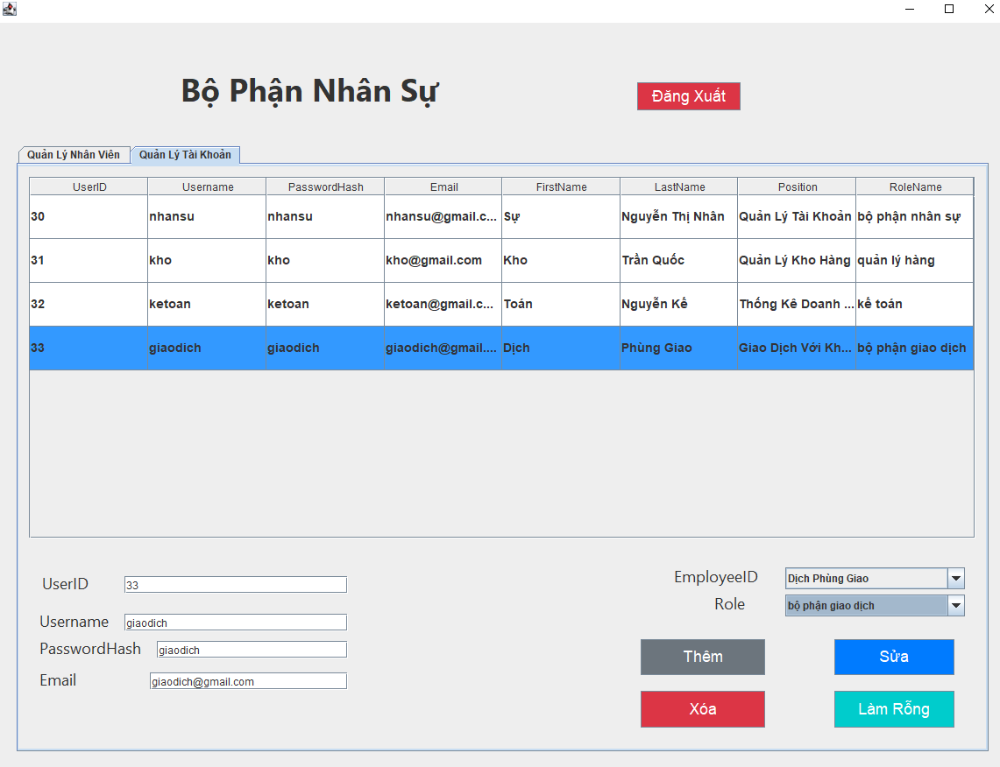 Bộ Phận Nhân Sự
Đăng Xuất
Quản Lý Nhân Viên Quản Lý Tài Khoản
UserID Username PasswordHash Email FirstName LastName Position RoleName
30 nhansu nhansu nhansu@gmail.c... Sự Nguyễn Thị Nhân Quản Lý Tài Khoản bộ phận nhân sự
31 kho kho kho@gmail.com Kho Trần Quốc Quản Lý Kho Hàng quản lý hàng
32 ketoan ketoan ketoan@gmail.c... Toán Nguyễn Kế Thống Kê Doanh ... kế toán
33 giaodich giaodich giaodich@gmail.... Dịch Phùng Giao Giao Dịch Với Kh... bộ phận giao dịch
UserID 33
Username giaodich
PasswordHash giaodich
Email giaodich@gmail.com
EmployeeID Dịch Phùng Giao
Role bộ phận giao dịch
Thêm Sửa
Xóa Làm Rỗng